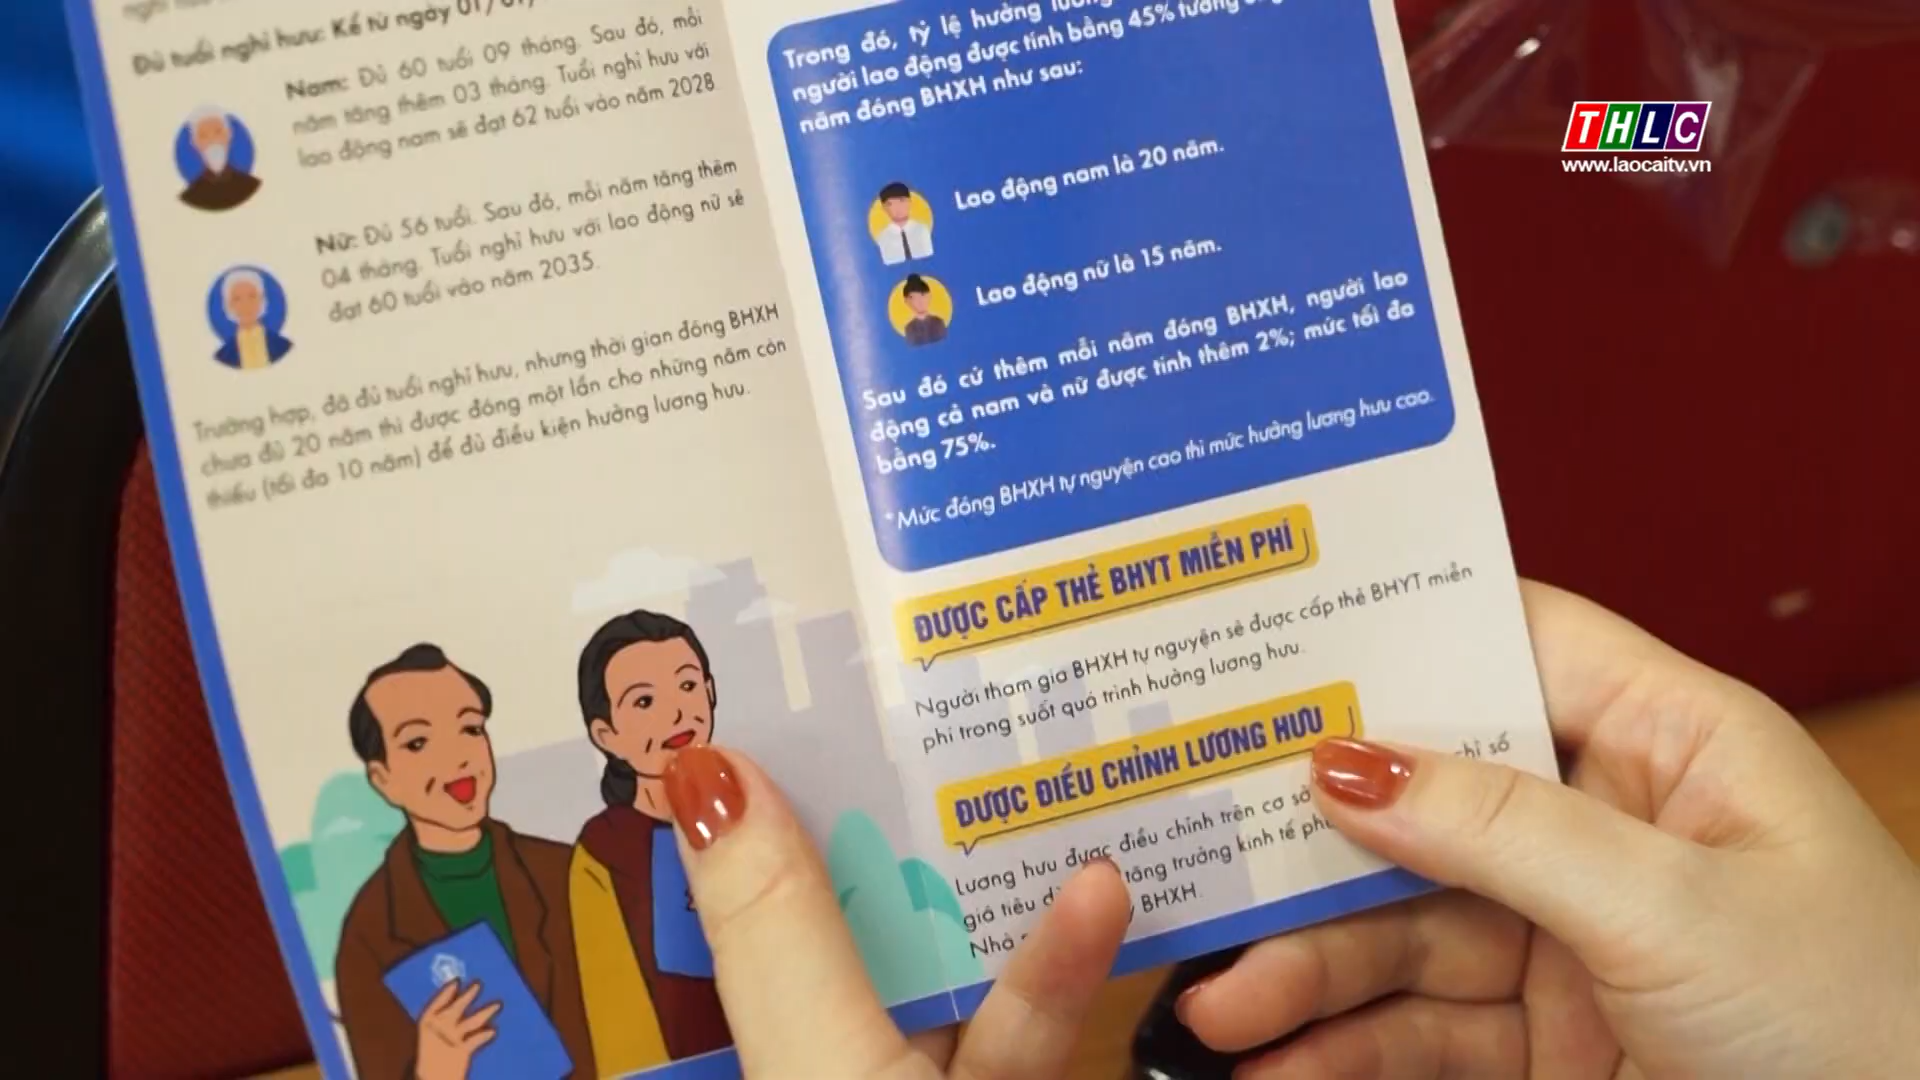 Đủ tuổi nghỉ hưu: Kể từ ngày 01/01/
Nam: Đủ 60 tuổi 09 tháng. Sau đó, mỗi
năm tăng thêm 03 tháng. Tuổi nghỉ hưu với
lao động nam sẽ đạt 62 tuổi vào năm 2028
Nữ: Đủ 56 tuổi. Sau đó, mỗi năm tăng thêm
04 tháng. Tuổi nghỉ hưu với lao động nữ sẽ
đạt 60 tuổi vào năm 2035.
Trường hợp, đã đủ tuổi nghỉ hưu, nhưng thời gian đóng BHXH
chưa đủ 20 năm thì được đóng một lần cho những năm còn
thiếu (tối đa 10 năm) để đủ điều kiện hưởng lương hưu.
Trong đó, tỷ lệ hưởng lương
người lao động được tính bằng 45% tương
năm đóng BHXH như sau:
Lao động nam là 20 năm.
Lao động nữ là 15 năm.
Sau đó cứ thêm mỗi năm đóng BHXH, người lao
động cả nam và nữ được tính thêm 2%; mức tối đa
bằng 75%.
*Mức đóng BHXH tự nguyện cao thì mức hưởng lương hưu cao.
ĐƯỢC CẤP THẺ BHYT MIỄN PHÍ
Người tham gia BHXH tự nguyện sẽ được cấp thẻ BHYT miễn
phí trong suốt quá trình hưởng lương hưu.
ĐƯỢC ĐIỀU CHỈNH LƯƠNG HƯU
Lương hưu được điều chỉnh trên cơ sở chỉ số
giá tiêu tăng trưởng kinh tế
Nhà BHXH.
THLC
www.laocaitv.vn